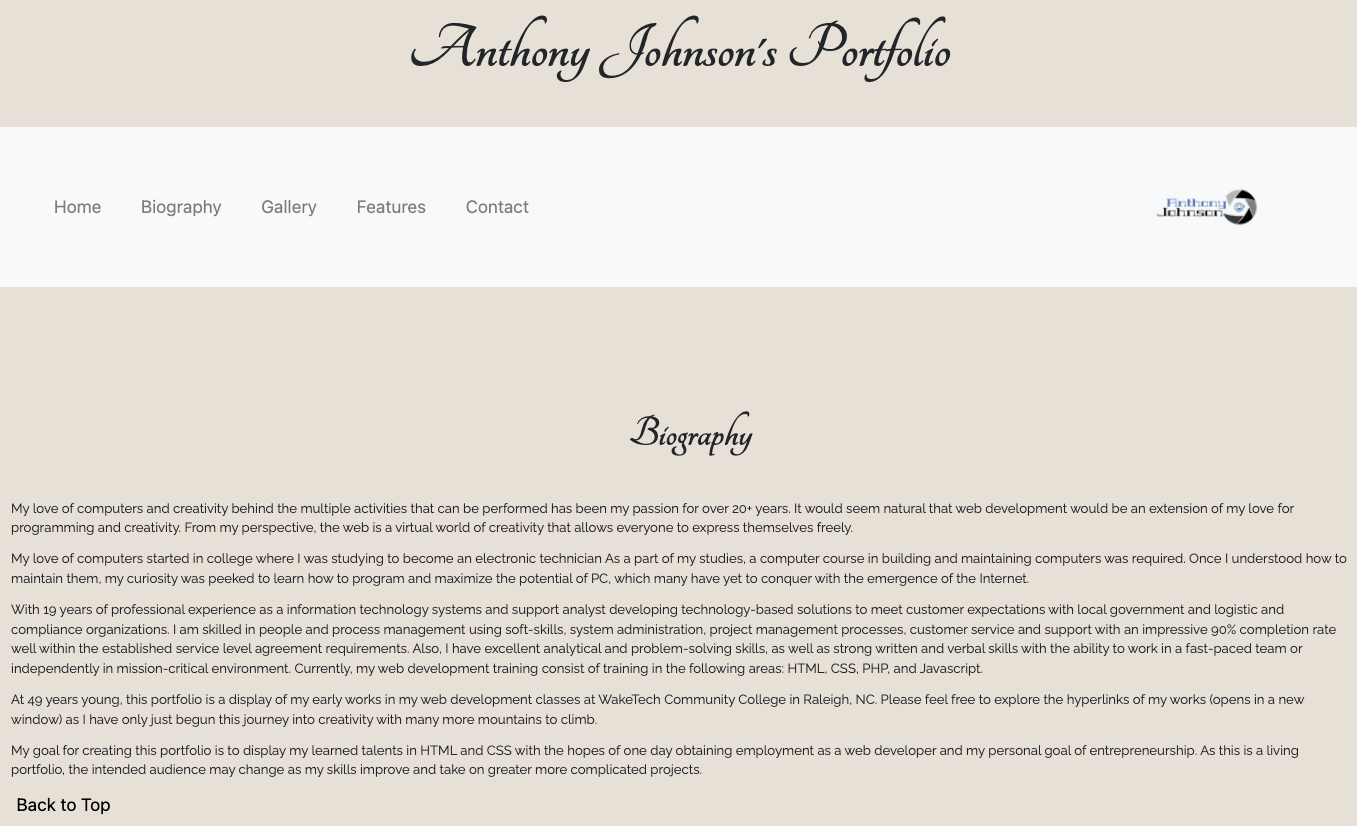 Anthony Johnson's Portfolio
Home Biography Gallery Features Contact
Anthony
Johnson
Biography
My love of computers and creativity behind the multiple activities that can be performed has been my passion for over 20+ years. It would seem natural that web development would be an extension of my love for
programming and creativity. From my perspective, the web is a virtual world of creativity that allows everyone to express themselves freely.
My love of computers started in college where I was studying to become an electronic technician As a part of my studies, a computer course in building and maintaining computers was required. Once I understood how to
maintain them, my curiosity was peeked to learn how to program and maximize the potential of PC, which many have yet to conquer with the emergence of the Internet.
With 19 years of professional experience as a information technology systems and support analyst developing technology-based solutions to meet customer expectations with local government and logistic and
compliance organizations. I am skilled in people and process management using soft-skills, system administration, project management processes, customer service and support with an impressive 90% completion rate
well within the established service level agreement requirements. Also, I have excellent analytical and problem-solving skills, as well as strong written and verbal skills with the ability to work in a fast-paced team or
independently in mission-critical environment. Currently, my web development training consist of training in the following areas: HTML, CSS, PHP, and Javascript.
At 49 years young, this portfolio is a display of my early works in my web development classes at WakeTech Community College in Raleigh, NC. Please feel free to explore the hyperlinks of my works (opens in a new
window) as I have only just begun this journey into creativity with many more mountains to climb.
My goal for creating this portfolio is to display my learned talents in HTML and CSS with the hopes of one day obtaining employment as a web developer and my personal goal of entrepreneurship. As this is a living
portfolio, the intended audience may change as my skills improve and take on greater more complicated projects.
Back to Top